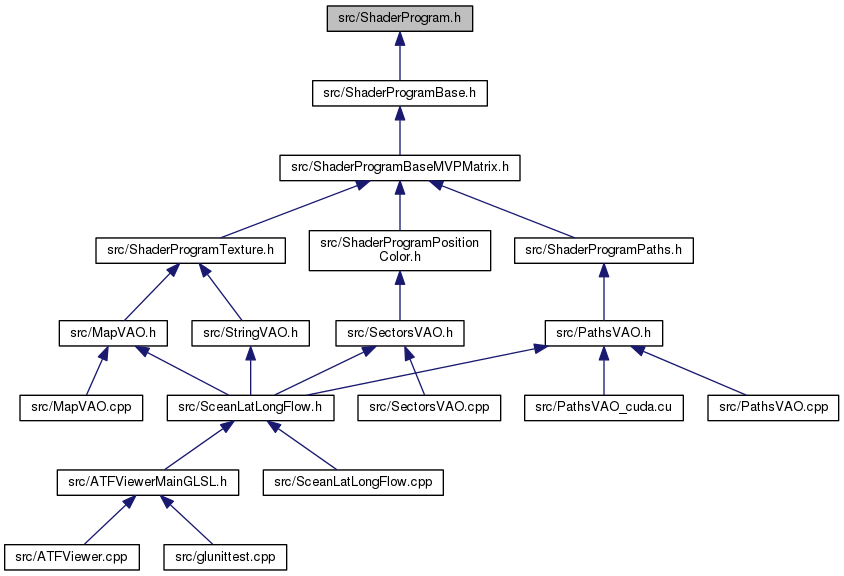 src/ShaderProgram.h
src/ShaderProgramBase.h
src/ShaderProgramBaseMVPMatrix.h
src/ShaderProgramTexture.h
src/ShaderProgramPosition
Color.h
src/ShaderProgramPaths.h
src/MapVAO.h
src/StringVAO.h
src/SectorsVAO.h
src/PathsVAO.h
src/MapVAO.cpp
src/SceanLatLongFlow.h
src/SectorsVAO.cpp
src/PathsVAO_cuda.cu
src/PathsVAO.cpp
src/ATFViewerMainGLSL.h
src/SceanLatLongFlow.cpp
src/ATFViewer.cpp
src/glunittest.cpp